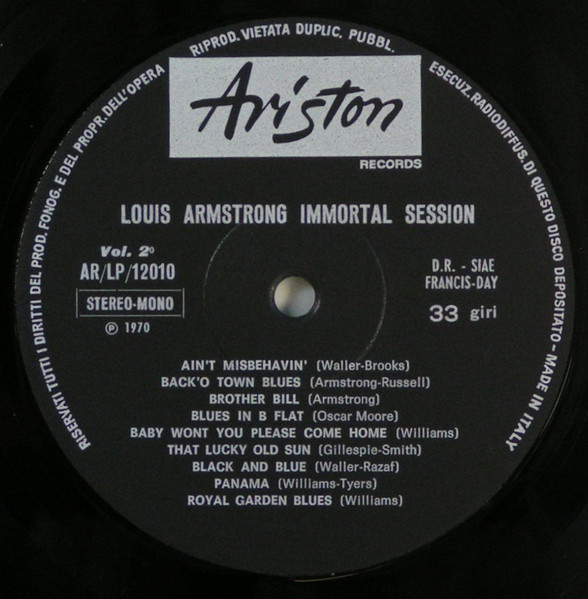 RISERVATI TUTTI I DIRITTI DEL PROD. FONOG. E DEL PROPR. DELL'OPERA
RIPROD. VIETATA DUPLIC. PUBBL.
ESECUZ. RADIODIFFUS. DI QUESTO DISCO DEPOSITATO - MADE IN ITALY
Ariston
RECORDS
LOUIS ARMSTRONG IMMORTAL SESSION
Vol. 2º
AR/LP/12010
STEREO-MONO
℗ 1970
D.R. - SIAE
FRANCIS-DAY
33 giri
AIN'T MISBEHAVIN' (Waller-Brooks)
BACK'O TOWN BLUES (Armstrong-Russell)
BROTHER BILL (Armstrong)
BLUES IN B FLAT (Oscar Moore)
BABY WONT YOU PLEASE COME HOME (Williams)
THAT LUCKY OLD SUN (Gillespie-Smith)
BLACK AND BLUE (Waller-Razaf)
PANAMA (Williams-Tyers)
ROYAL GARDEN BLUES (Williams)